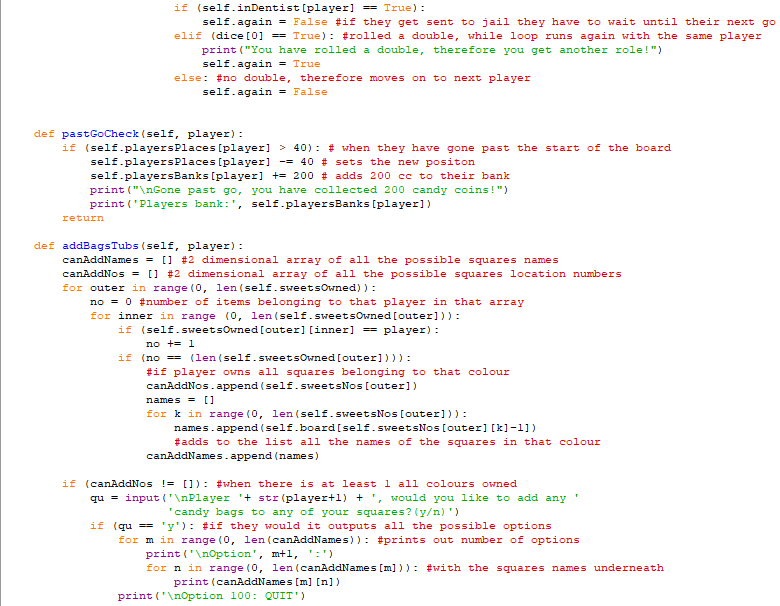 if (self.inDentist[player] == True):
self.again = False #if they get sent to jail they have to wait until their next go
elif (dice[0] == True): #rolled a double, while loop runs again with the same player
print("You have rolled a double, therefore you get another role!")
self.again = True
else: #no double, therefore moves on to next player
self.again = False
def pastGoCheck(self, player):
if (self.playersPlaces[player] > 40): # when they have gone past the start of the board
self.playersPlaces[player] -= 40 # sets the new positon
self.playersBanks[player] += 200 # adds 200 cc to their bank
print("\nGone past go, you have collected 200 candy coins!")
print('Players bank:', self.playersBanks[player])
return
def addBagsTubs(self, player):
canAddNames = [] #2 dimensional array of all the possible squares names
canAddNos = [] #2 dimensional array of all the possible squares location numbers
for outer in range(0, len(self.sweetsOwned)):
no = 0 #number of items belonging to that player in that array
for inner in range (0, len(self.sweetsOwned[outer])):
if (self.sweetsOwned[outer][inner] == player):
no += 1
if (no == (len(self.sweetsOwned[outer]))):
#if player owns all squares belonging to that colour
canAddNos.append(self.sweetsNos[outer])
names = []
for k in range(0, len(self.sweetsNos[outer])):
names.append(self.board[self.sweetsNos[outer][k]-1])
#adds to the list all the names of the squares in that colour
canAddNames.append(names)
if (canAddNos != []): #when there is at least 1 all colours owned
qu = input('\nPlayer '+ str(player+1) + ', would you like to add any '
'candy bags to any of your squares?(y/n)')
if (qu == 'y'): #if they would it outputs all the possible options
for m in range(0, len(canAddNames)): #prints out number of options
print('\nOption', m+1, ':')
for n in range(0, len(canAddNames[m])): #with the squares names underneath
print(canAddNames[m][n])
print('\nOption 100: QUIT')